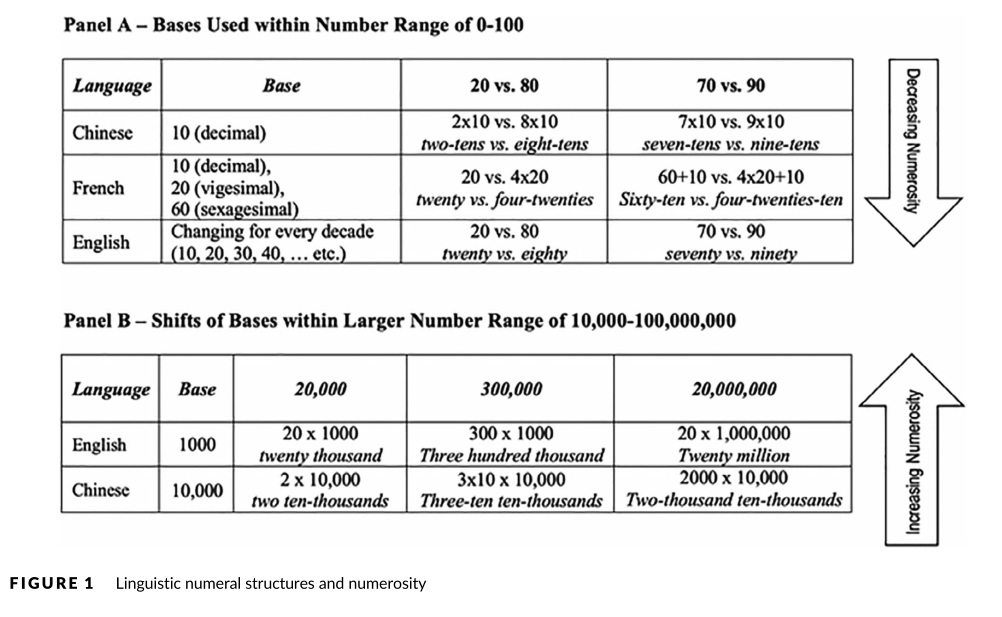 Panel A – Bases Used within Number Range of 0-100
Language Base 20 vs. 80 70 vs. 90
Chinese 10 (decimal) 2x10 vs. 8x10 7x10 vs. 9x10
two-tens vs. eight-tens seven-tens vs. nine-tens
10 (decimal),
French 20 (vigesimal), 20 vs. 4x20 60+10 vs. 4x20+10
60 (sexagesimal) twenty vs. four-twenties Sixty-ten vs. four-twenties-ten
English Changing for every decade 20 vs. 80 70 vs. 90
(10, 20, 30, 40, … etc.) twenty vs. eighty seventy vs. ninety
Decreasing Numerosity
Panel B – Shifts of Bases within Larger Number Range of 10,000-100,000,000
Language Base 20,000 300,000 20,000,000
English 1000 20 x 1000 300 x 1000 20 x 1,000,000
twenty thousand Three hundred thousand Twenty million
Chinese 10,000 2 x 10,000 3x10 x 10,000 2000 x 10,000
two ten-thousands Three-ten ten-thousands Two-thousand ten-thousands
Increasing Numerosity
FIGURE 1 Linguistic numeral structures and numerosity